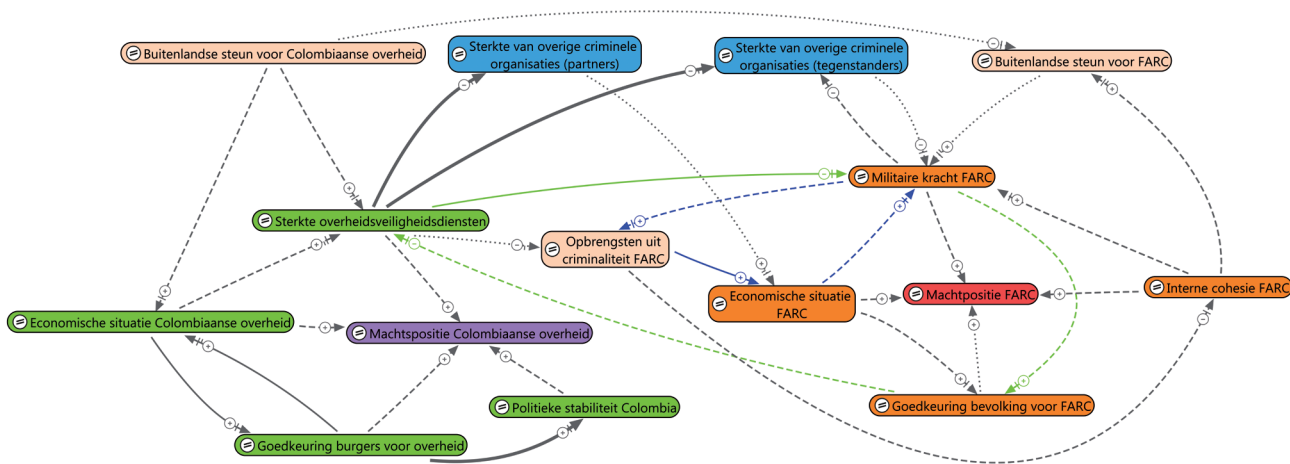 Buitenlandse steun voor Colombiaanse overheid
Sterkte van overige criminele
organisaties (partners)
Sterkte van overige criminele
organisaties (tegenstanders)
Buitenlandse steun voor FARC
Militaire kracht FARC
Sterkte overheidsveiligheidsdiensten
Opbrengsten uit
criminaliteit FARC
Economische situatie
FARC
Machtpositie FARC
Interne cohesie FARC
Economische situatie Colombiaanse overheid
Machtspositie Colombiaanse overheid
Politieke stabiliteit Colombia
Goedkeuring bevolking voor FARC
Goedkeuring burgers voor overheid